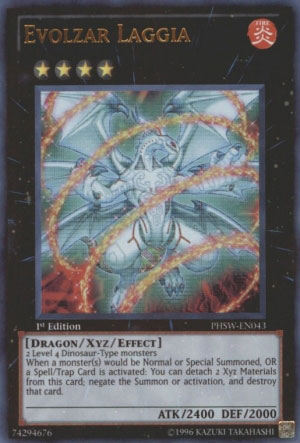 Evolzar Laggia
FIRE
炎
1st Edition
PHSW-EN043
[Dragon/Xyz/Effect]
2 Level 4 Dinosaur-Type monsters
When a monster(s) would be Normal or Special Summoned, OR
a Spell/Trap Card is activated: You can detach 2 Xyz Materials
from this card; negate the Summon or activation, and destroy
that card.
ATK/2400 DEF/2000
74294676
©1996 KAZUKI TAKAHASHI